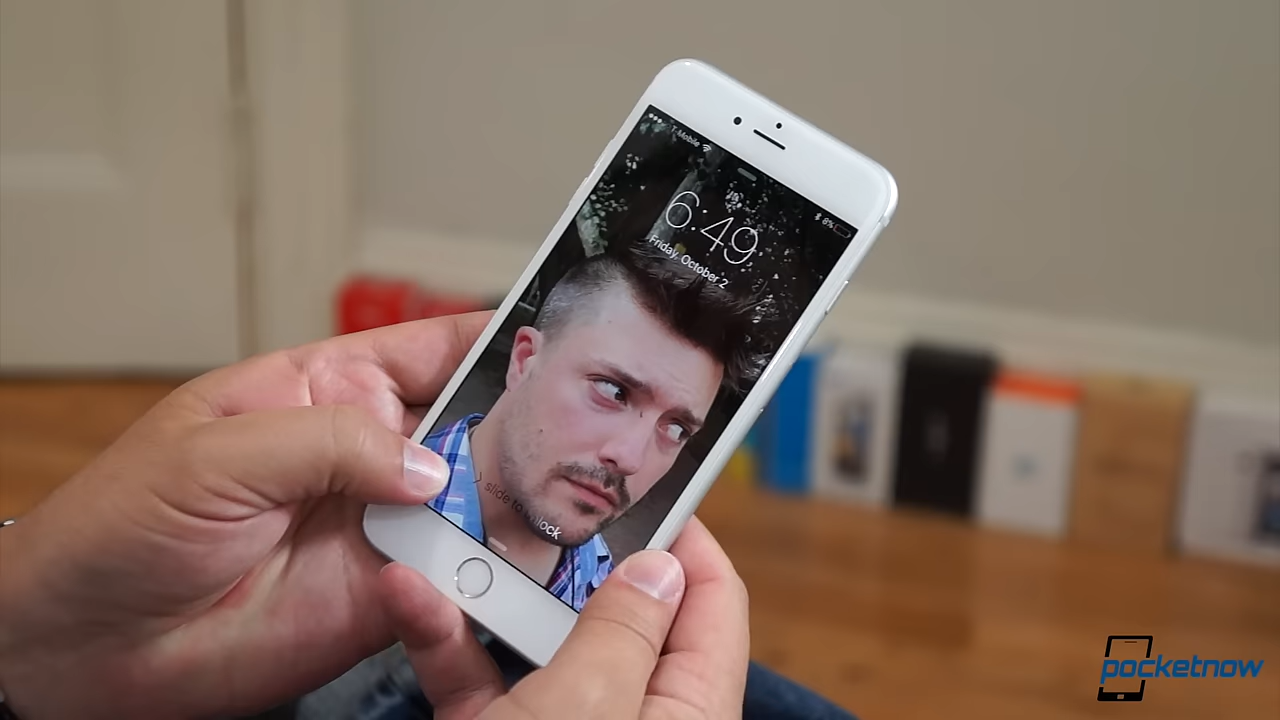 T-Mobile
8%
6:49
Friday, October 2
slide to unlock
pocketnow